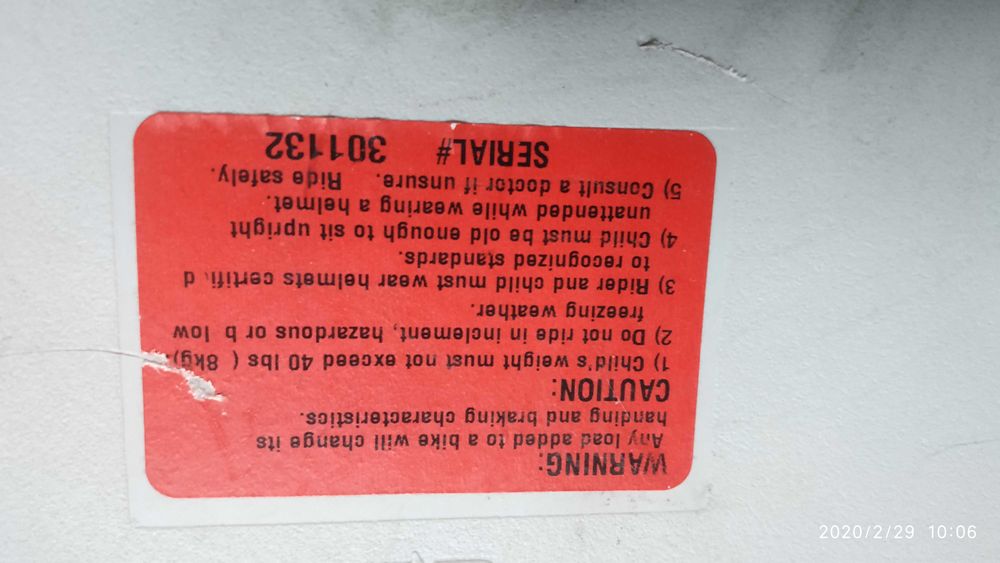 WARNING:
Any load added to a bike will change its
handing and braking characteristics.
CAUTION:
1) Child's weight must not exceed 40 lbs ( 8kg).
2) Do not ride in inclement, hazardous or b low
freezing weather.
3) Rider and child must wear helmets certifi d
to recognized standards.
4) Child must be old enough to sit upright
unattended while wearing a helmet.
5) Consult a doctor if unsure. Ride safely.
SERIAL# 301132
2020/2/29 10:06